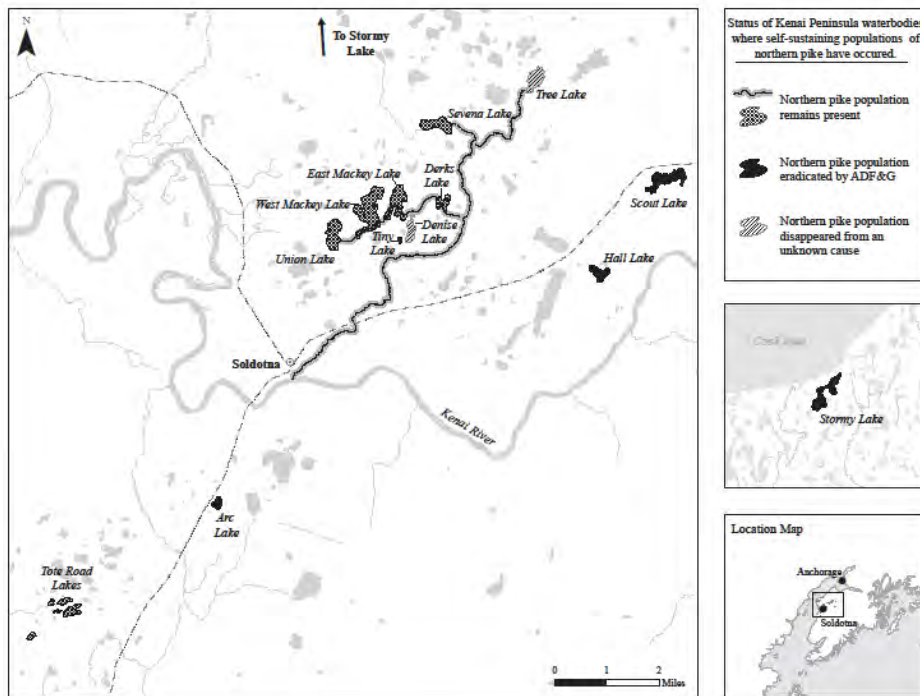 N
To Stormy
Lake
Tree Lake
Sevena Lake
East Mackey Lake
Derks
Lake
West Mackey Lake
Scout Lake
Denise
Lake
Tiny
Lake
Union Lake
Hall Lake
Soldotna
Kenai River
Arc
Lake
Tote Road
Lakes
0 1 2
Miles
Status of Kenai Peninsula waterbodies
where self-sustaining populations of
northern pike have occured.
Northern pike population
remains present
Northern pike population
eradicated by ADF&G
Northern pike population
disappeared from an
unknown cause
Cook Inlet
Stormy Lake
Location Map
Anchorage
Soldotna